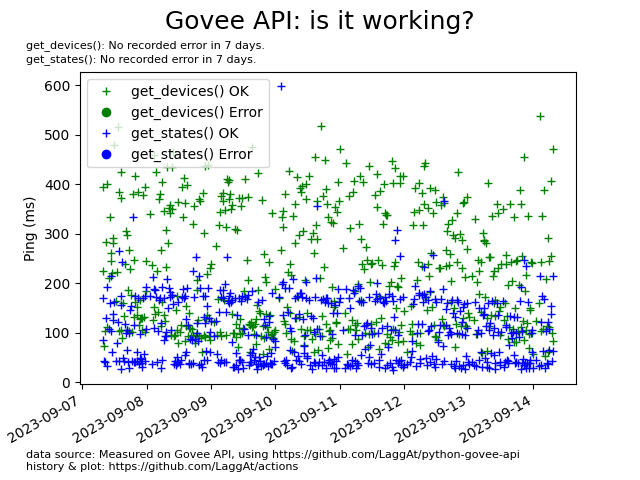 Govee API: is it working?
get_devices(): No recorded error in 7 days.
get_states(): No recorded error in 7 days.
get_devices() OK
get_devices() Error
get_states() OK
get_states() Error
600
500
400
300
200
100
0
Ping (ms)
2023-09-07
2023-09-08
2023-09-09
2023-09-10
2023-09-11
2023-09-12
2023-09-13
2023-09-14
data source: Measured on Govee API, using https://github.com/LaggAt/python-govee-api
history & plot: https://github.com/LaggAt/actions